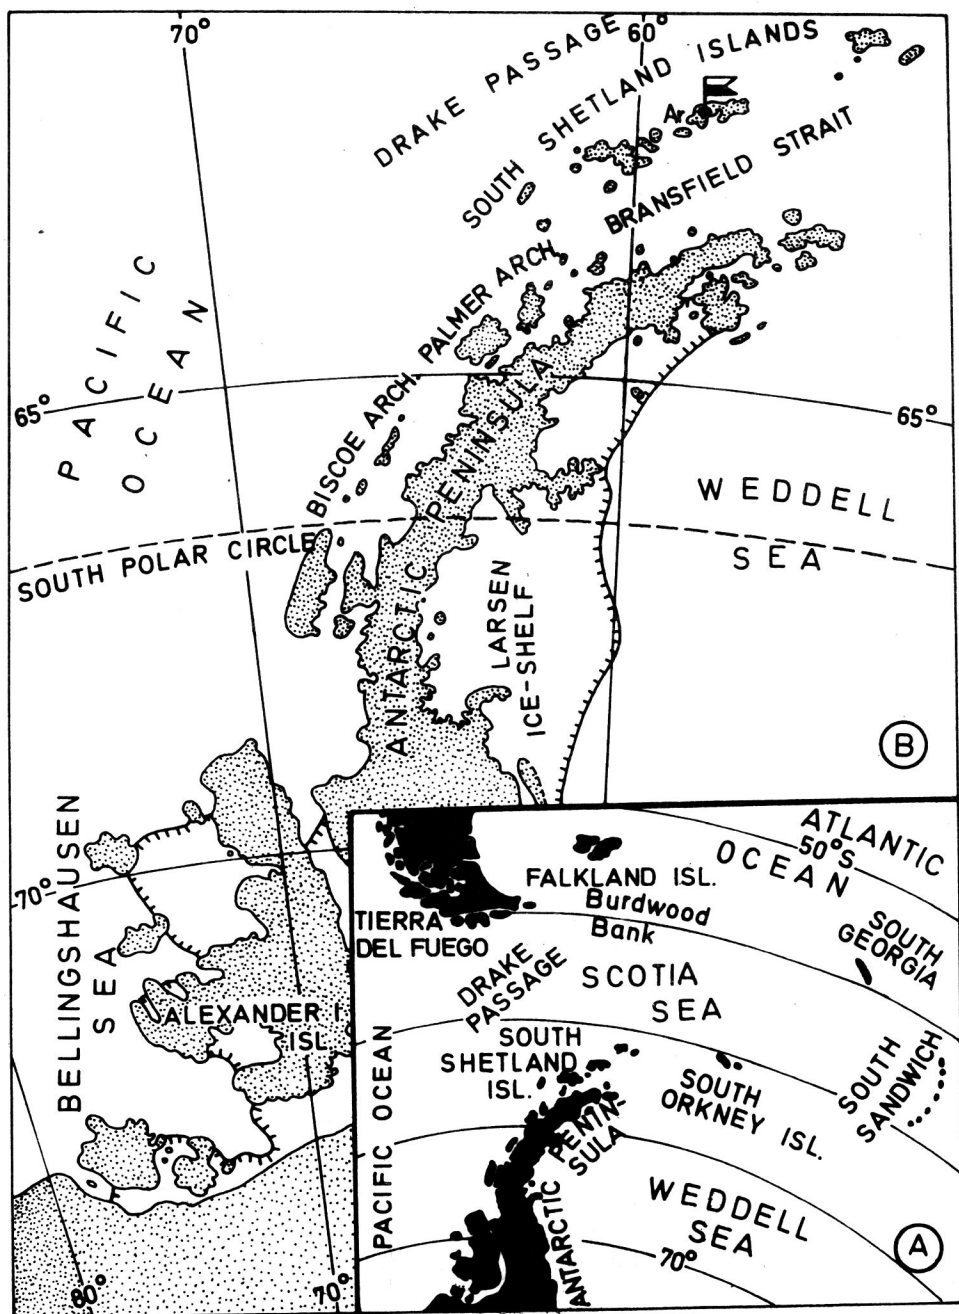 70°
60°
DRAKE PASSAGE
SOUTH SHETLAND ISLANDS
Ar
BRANSFIELD STRAIT
PACIFIC
OCEAN
PALMER ARCH.
BISCOE ARCH.
65°
65°
ANTARCTIC PENINSULA
WEDDELL
SEA
SOUTH POLAR CIRCLE
LARSEN
ICE-SHELF
B
BELLINGSHAUSEN
SEA
70°
ALEXANDER I
ISL.
80°
70°
ATLANTIC
OCEAN
50°S
FALKLAND ISL.
Burdwood
Bank
TIERRA
DEL FUEGO
SOUTH
GEORGIA
DRAKE
PASSAGE
SCOTIA
SEA
SOUTH
SHETLAND
ISL.
SOUTH
ORKNEY ISL.
SOUTH
SANDWICH
PACIFIC OCEAN
ANTARCTIC
PENIN-
SULA
WEDDELL
SEA
70°
A